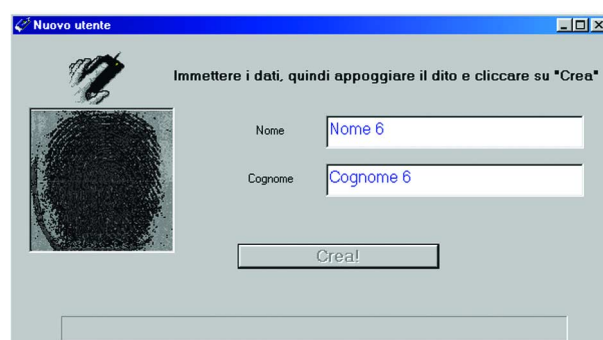 Nuovo utente
Immettere i dati, quindi appoggiare il dito e cliccare su "Crea"
Nome
Nome 6
Cognome
Cognome 6
Crea!